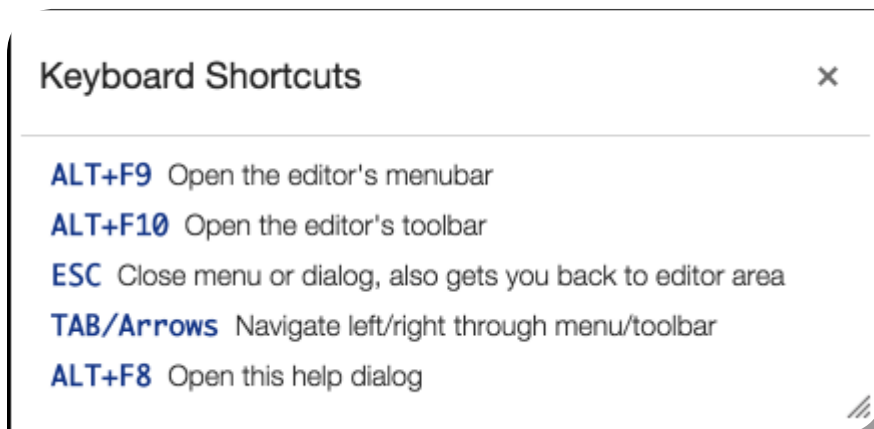 Keyboard Shortcuts ×
ALT+F9 Open the editor's menubar
ALT+F10 Open the editor's toolbar
ESC Close menu or dialog, also gets you back to editor area
TAB/Arrows Navigate left/right through menu/toolbar
ALT+F8 Open this help dialog